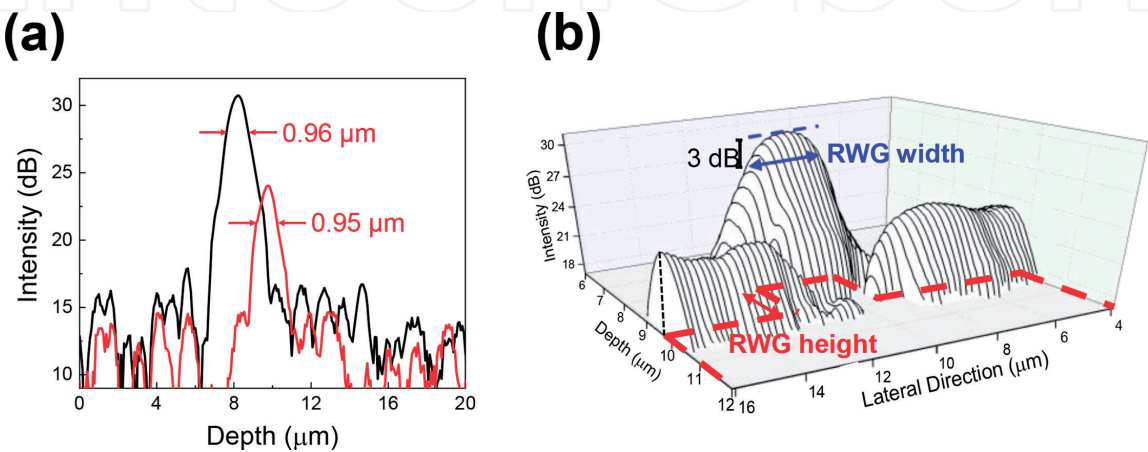 (a)
30
25
20
15
10
0 4 8 12 16 20
Intensity (dB)
Depth (μm)
0.96 μm
0.95 μm
(b)
30
27
24
21
18
Intensity (dB)
6
7
8
9
10
11
12
Depth (μm)
16
14
12
10
8
6
4
Lateral Direction (μm)
3 dB
RWG width
RWG height